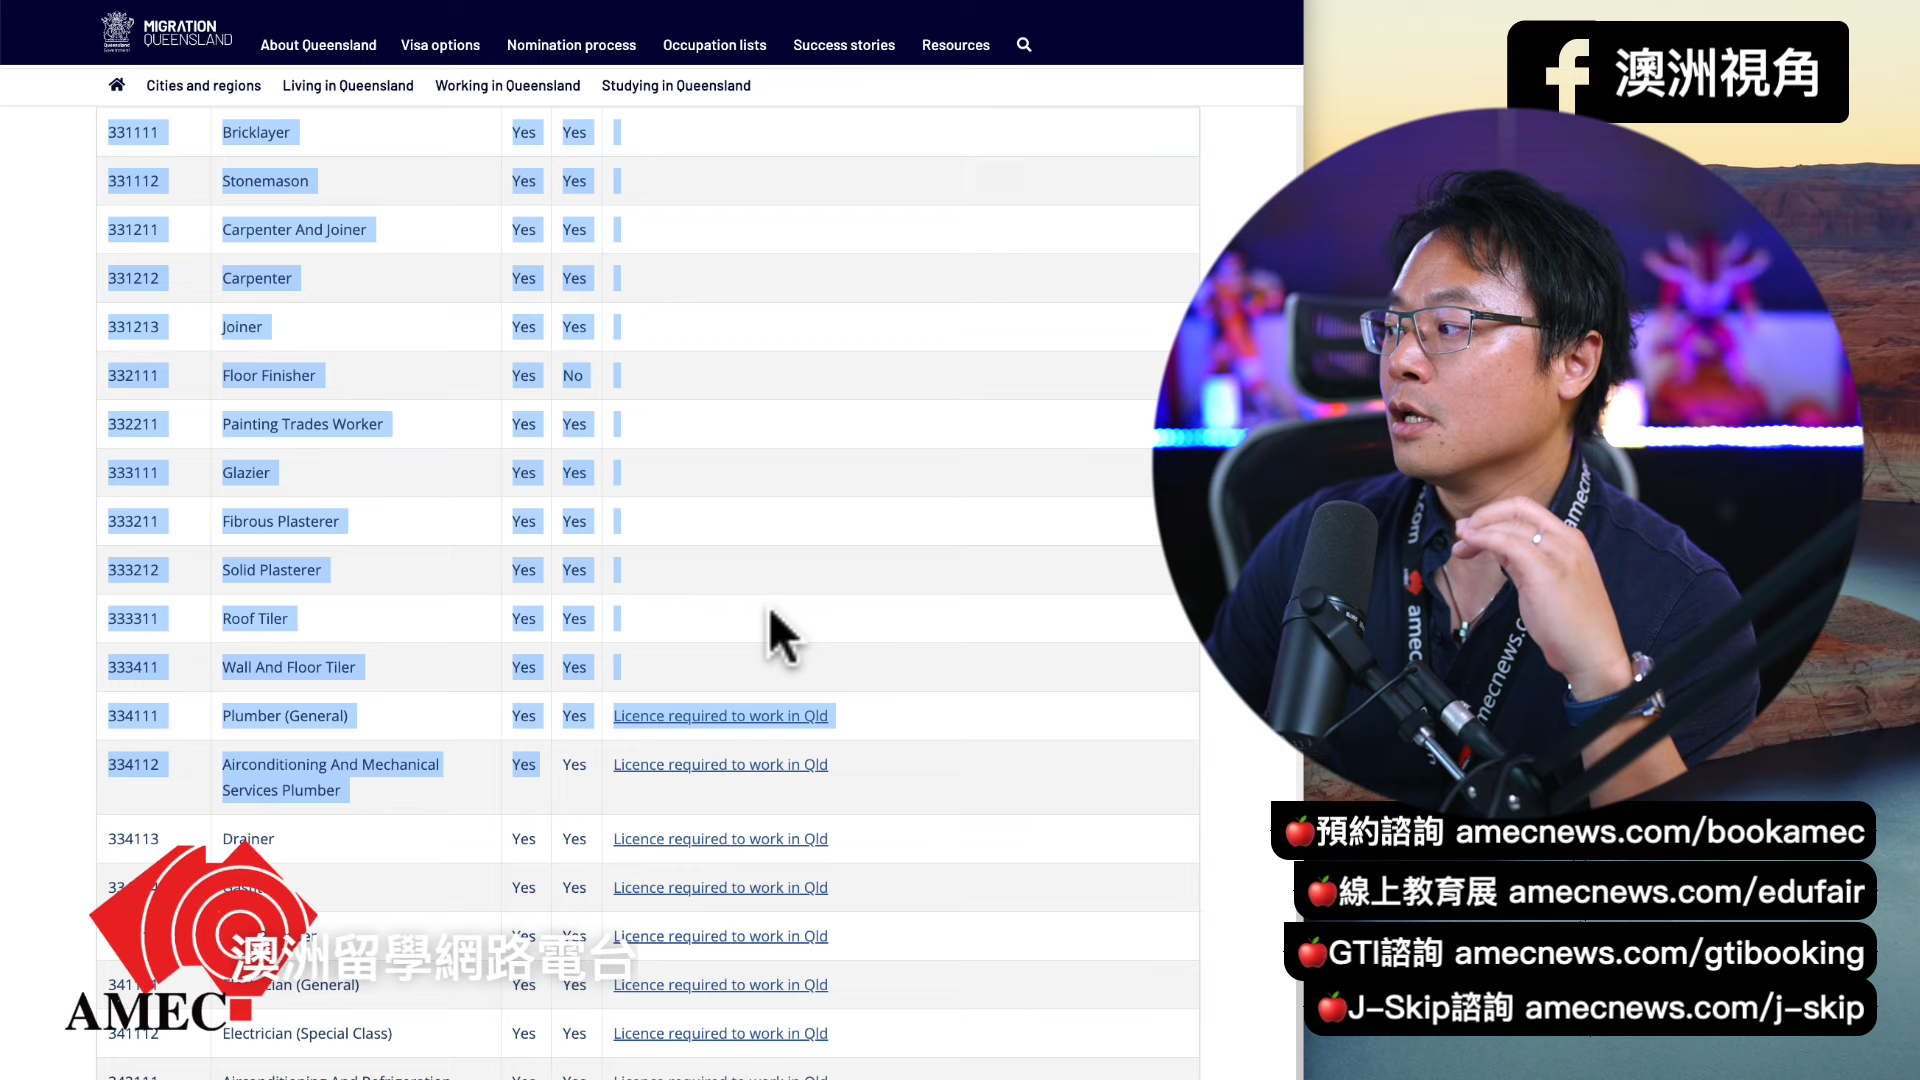 MIGRATION
QUEENSLAND
Queensland
Government
About Queensland
Visa options
Nomination process
Occupation lists
Success stories
Resources
Cities and regions
Living in Queensland
Working in Queensland
Studying in Queensland
331111 Bricklayer Yes Yes
331112 Stonemason Yes Yes
331211 Carpenter And Joiner Yes Yes
331212 Carpenter Yes Yes
331213 Joiner Yes Yes
332111 Floor Finisher Yes No
332211 Painting Trades Worker Yes Yes
333111 Glazier Yes Yes
333211 Fibrous Plasterer Yes Yes
333212 Solid Plasterer Yes Yes
333311 Roof Tiler Yes Yes
333411 Wall And Floor Tiler Yes Yes
334111 Plumber (General) Yes Yes Licence required to work in Qld
334112 Airconditioning And Mechanical Yes Yes Licence required to work in Qld
Services Plumber
334113 Drainer Yes Yes Licence required to work in Qld
Yes Yes Licence required to work in Qld
Yes Yes Licence required to work in Qld
(General) Yes Yes Licence required to work in Qld
341112 Electrician (Special Class) Yes Yes Licence required to work in Qld
澳洲留學網路電台
AMEC
澳洲視角
amecnews.com
amecnews.c
預約諮詢 amecnews.com/bookamec
線上教育展 amecnews.com/edufair
GTI諮詢 amecnews.com/gtibooking
J-Skip諮詢 amecnews.com/j-skip